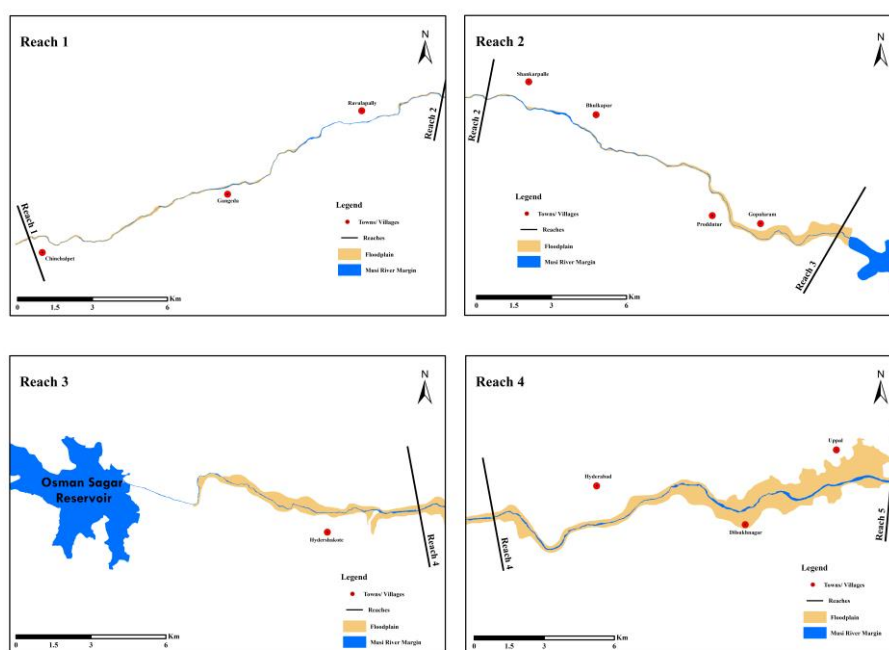 Reach 1
N
Ravulapally
Reach 2
Gangrda
Reach 1
Chinchalpet
Legend
Towns/ Villages
Reaches
Floodplain
Musi River Margin
0 1.5 3 6 Km
Reach 2
N
Shankarpalle
Bhulkapur
Reach 2
Proddatur
Gopularam
Reach 3
Legend
Towns/ Villages
Reaches
Floodplain
Musi River Margin
0 1.5 3 6 Km
Reach 3
N
Osman Sagar
Reservoir
Hydershakote
Reach 4
Legend
Towns/ Villages
Reaches
Floodplain
Musi River Margin
0 1.5 3 6 Km
Reach 4
N
Uppal
Hyderabad
Reach 4
Dilsukhnagar
Reach 5
Legend
Towns/ Villages
Reaches
Floodplain
Musi River Margin
0 1.5 3 6 Km